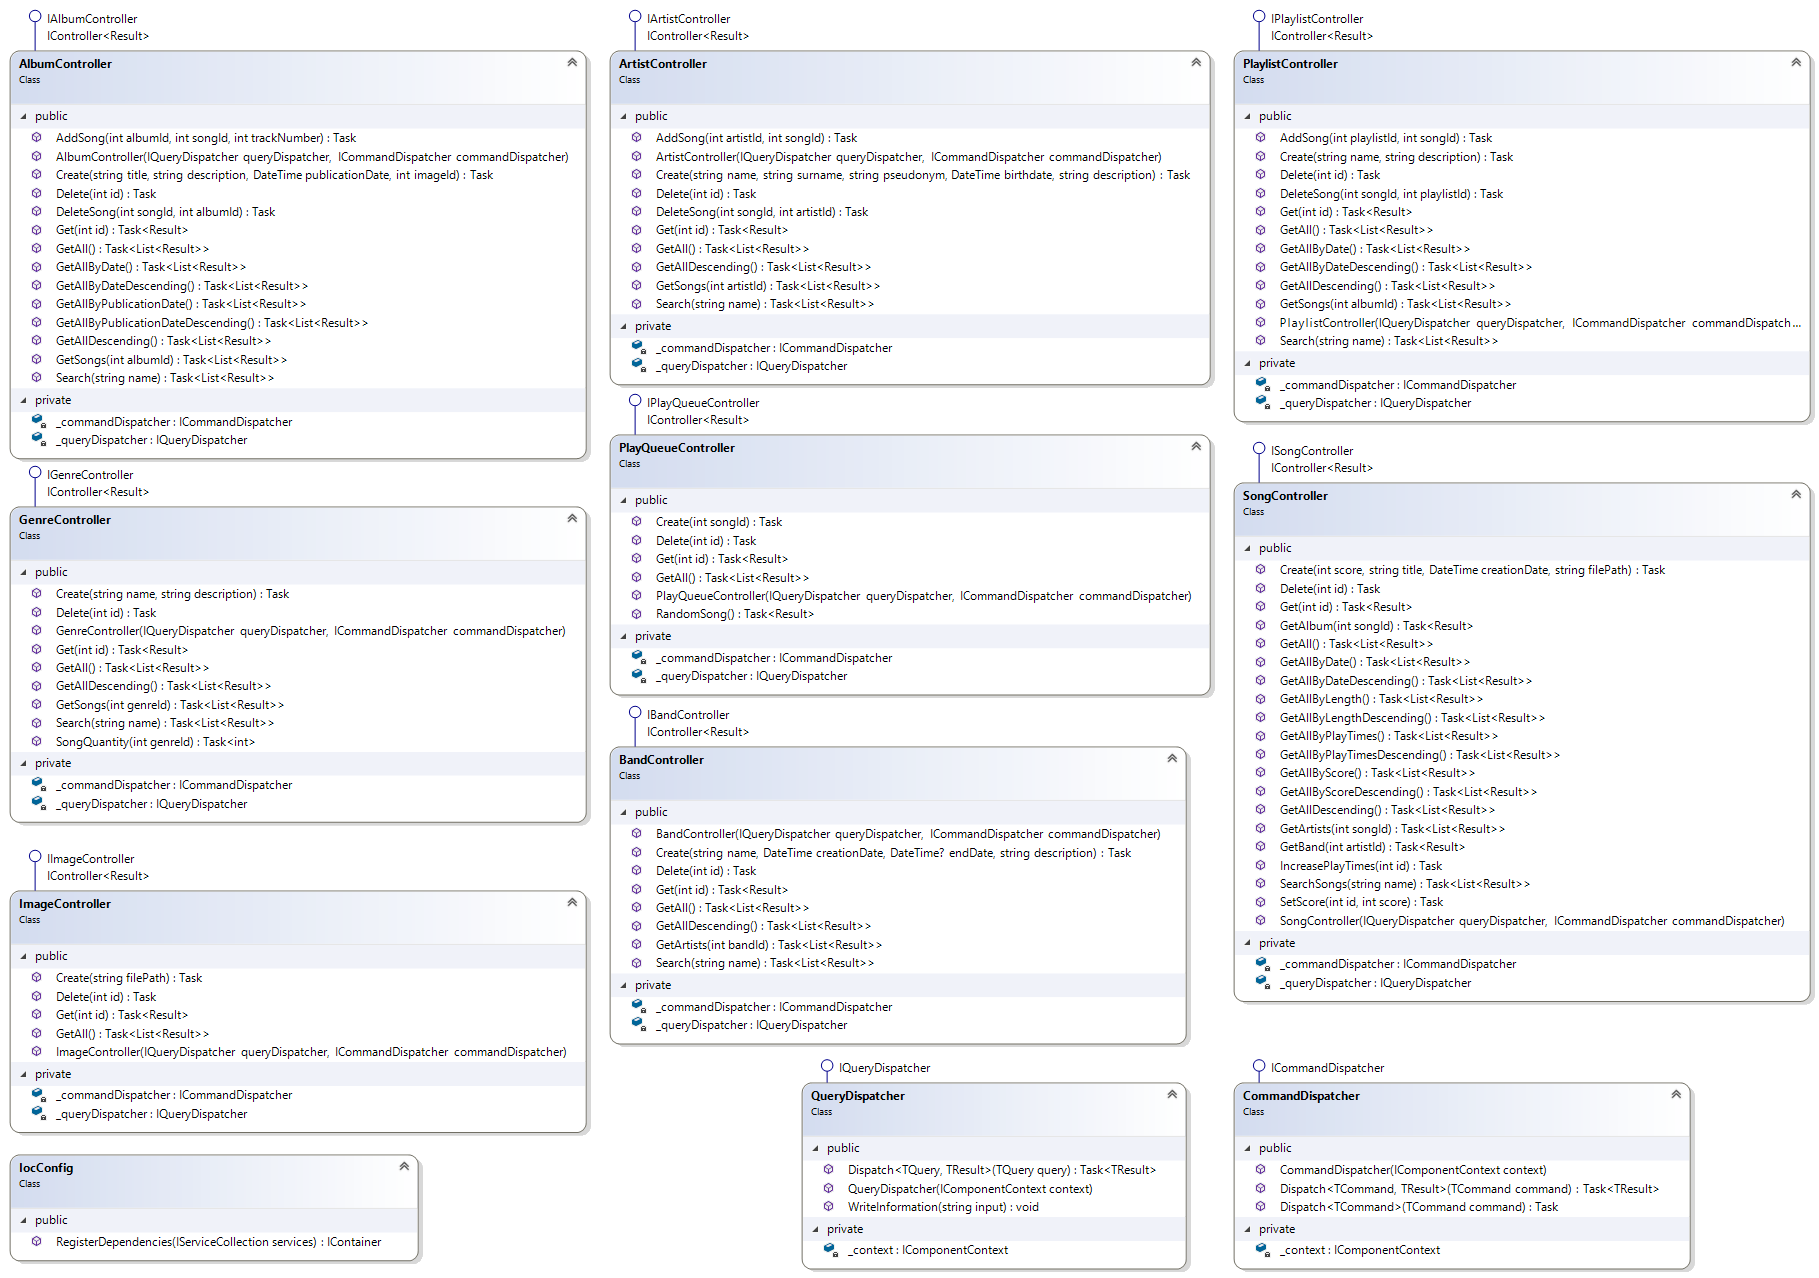 IAlbumController
IController<Result>
AlbumController
Class
public
AddSong(int albumId, int songId, int trackNumber) : Task
AlbumController(IQueryDispatcher queryDispatcher, ICommandDispatcher commandDispatcher)
Create(string title, string description, DateTime publicationDate, int imageId) : Task
Delete(int id) : Task
DeleteSong(int songId, int albumId) : Task
Get(int id) : Task<Result>
GetAll() : Task<List<Result>>
GetAllByDate() : Task<List<Result>>
GetAllByDateDescending() : Task<List<Result>>
GetAllByPublicationDate() : Task<List<Result>>
GetAllByPublicationDateDescending() : Task<List<Result>>
GetAllDescending() : Task<List<Result>>
GetSongs(int albumId) : Task<List<Result>>
Search(string name) : Task<List<Result>>
private
_commandDispatcher : ICommandDispatcher
_queryDispatcher : IQueryDispatcher
IGenreController
IController<Result>
GenreController
Class
public
Create(string name, string description) : Task
Delete(int id) : Task
GenreController(IQueryDispatcher queryDispatcher, ICommandDispatcher commandDispatcher)
Get(int id) : Task<Result>
GetAll() : Task<List<Result>>
GetAllDescending() : Task<List<Result>>
GetSongs(int genreId) : Task<List<Result>>
Search(string name) : Task<List<Result>>
SongQuantity(int genreId) : Task<int>
private
_commandDispatcher : ICommandDispatcher
_queryDispatcher : IQueryDispatcher
IImageController
IController<Result>
ImageController
Class
public
Create(string filePath) : Task
Delete(int id) : Task
Get(int id) : Task<Result>
GetAll() : Task<List<Result>>
ImageController(IQueryDispatcher queryDispatcher, ICommandDispatcher commandDispatcher)
private
_commandDispatcher : ICommandDispatcher
_queryDispatcher : IQueryDispatcher
IocConfig
Class
public
RegisterDependencies(IServiceCollection services) : IContainer
IArtistController
IController<Result>
ArtistController
Class
public
AddSong(int artistId, int songId) : Task
ArtistController(IQueryDispatcher queryDispatcher, ICommandDispatcher commandDispatcher)
Create(string name, string surname, string pseudonym, DateTime birthdate, string description) : Task
Delete(int id) : Task
DeleteSong(int songId, int artistId) : Task
Get(int id) : Task<Result>
GetAll() : Task<List<Result>>
GetAllDescending() : Task<List<Result>>
GetSongs(int artistId) : Task<List<Result>>
Search(string name) : Task<List<Result>>
private
_commandDispatcher : ICommandDispatcher
_queryDispatcher : IQueryDispatcher
IPlayQueueController
IController<Result>
PlayQueueController
Class
public
Create(int songId) : Task
Delete(int id) : Task
Get(int id) : Task<Result>
GetAll() : Task<List<Result>>
PlayQueueController(IQueryDispatcher queryDispatcher, ICommandDispatcher commandDispatcher)
RandomSong() : Task<Result>
private
_commandDispatcher : ICommandDispatcher
_queryDispatcher : IQueryDispatcher
IBandController
IController<Result>
BandController
Class
public
BandController(IQueryDispatcher queryDispatcher, ICommandDispatcher commandDispatcher)
Create(string name, DateTime creationDate, DateTime? endDate, string description) : Task
Delete(int id) : Task
Get(int id) : Task<Result>
GetAll() : Task<List<Result>>
GetAllDescending() : Task<List<Result>>
GetArtists(int bandId) : Task<List<Result>>
Search(string name) : Task<List<Result>>
private
_commandDispatcher : ICommandDispatcher
_queryDispatcher : IQueryDispatcher
IQueryDispatcher
QueryDispatcher
Class
public
Dispatch<TQuery, TResult>(TQuery query) : Task<TResult>
QueryDispatcher(IComponentContext context)
WriteInformation(string input) : void
private
_context : IComponentContext
IPlaylistController
IController<Result>
PlaylistController
Class
public
AddSong(int playlistId, int songId) : Task
Create(string name, string description) : Task
Delete(int id) : Task
DeleteSong(int songId, int playlistId) : Task
Get(int id) : Task<Result>
GetAll() : Task<List<Result>>
GetAllByDate() : Task<List<Result>>
GetAllByDateDescending() : Task<List<Result>>
GetAllDescending() : Task<List<Result>>
GetSongs(int albumId) : Task<List<Result>>
PlaylistController(IQueryDispatcher queryDispatcher, ICommandDispatcher commandDispatch...
Search(string name) : Task<List<Result>>
private
_commandDispatcher : ICommandDispatcher
_queryDispatcher : IQueryDispatcher
ISongController
IController<Result>
SongController
Class
public
Create(int score, string title, DateTime creationDate, string filePath) : Task
Delete(int id) : Task
Get(int id) : Task<Result>
GetAlbum(int songId) : Task<Result>
GetAll() : Task<List<Result>>
GetAllByDate() : Task<List<Result>>
GetAllByDateDescending() : Task<List<Result>>
GetAllByLength() : Task<List<Result>>
GetAllByLengthDescending() : Task<List<Result>>
GetAllByPlayTimes() : Task<List<Result>>
GetAllByPlayTimesDescending() : Task<List<Result>>
GetAllByScore() : Task<List<Result>>
GetAllByScoreDescending() : Task<List<Result>>
GetAllDescending() : Task<List<Result>>
GetArtists(int songId) : Task<List<Result>>
GetBand(int artistId) : Task<Result>
IncreasePlayTimes(int id) : Task
SearchSongs(string name) : Task<List<Result>>
SetScore(int id, int score) : Task
SongController(IQueryDispatcher queryDispatcher, ICommandDispatcher commandDispatcher)
private
_commandDispatcher : ICommandDispatcher
_queryDispatcher : IQueryDispatcher
ICommandDispatcher
CommandDispatcher
Class
public
CommandDispatcher(IComponentContext context)
Dispatch<TCommand, TResult>(TCommand command) : Task<TResult>
Dispatch<TCommand>(TCommand command) : Task
private
_context : IComponentContext